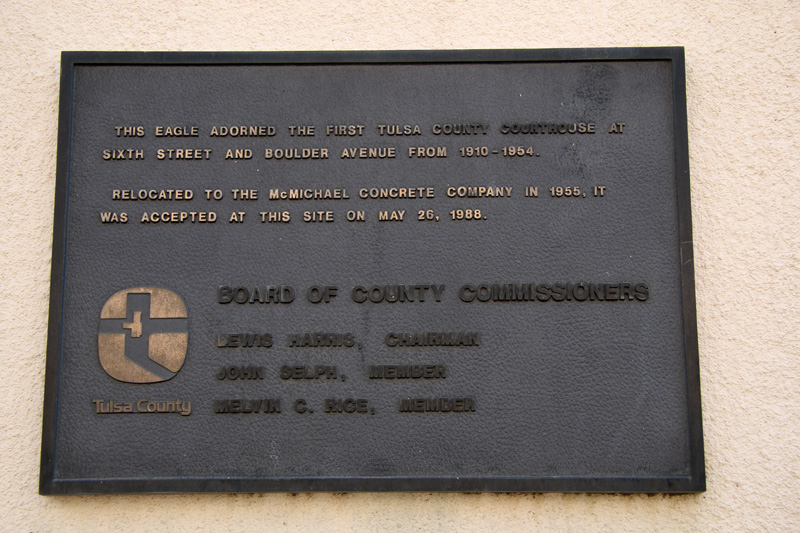 THIS EAGLE ADORNED THE FIRST TULSA COUNTY COURTHOUSE AT
SIXTH STREET AND BOULDER AVENUE FROM 1910-1954.
RELOCATED TO THE McMICHAEL CONCRETE COMPANY IN 1955, IT
WAS ACCEPTED AT THIS SITE ON MAY 26, 1988.
BOARD OF COUNTY COMMISSIONERS
LEWIS HARRIS, CHAIRMAN
JOHN SELPH, MEMBER
MELVIN C. RICE, MEMBER
Tulsa County